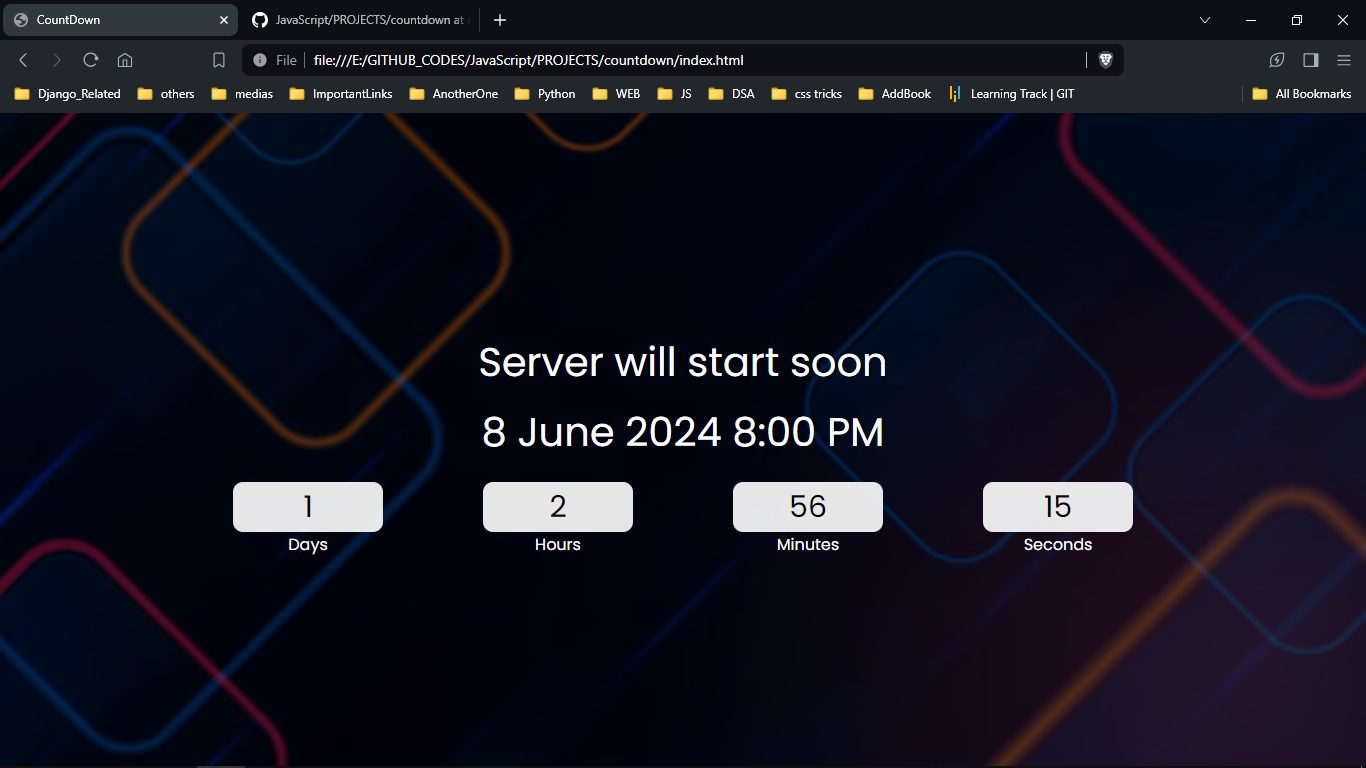 CountDown
JavaScript/PROJECTS/countdown at
File
file:///E:/GITHUB_CODES/JavaScript/PROJECTS/countdown/index.html
Django_Related others medias ImportantLinks AnotherOne Python WEB JS DSA css tricks AddBook Learning Track | GIT All Bookmarks
Server will start soon
8 June 2024 8:00 PM
1 2 56 15
Days Hours Minutes Seconds